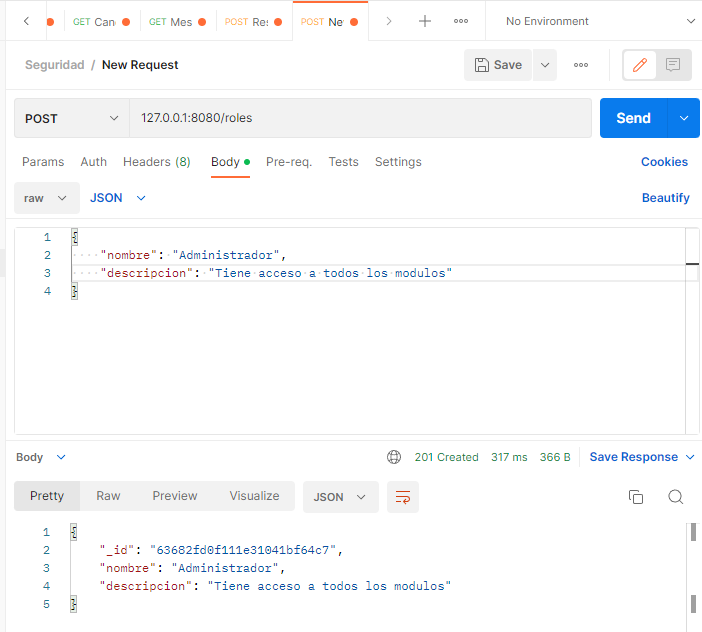 GET Can GET Mes POST Re POST Ne No Environment
Seguridad / New Request Save
POST 127.0.0.1:8080/roles Send
Params Auth Headers (8) Body Pre-req. Tests Settings Cookies
raw JSON Beautify
1 {
2 "nombre": "Administrador",
3 "descripcion": "Tiene acceso a todos los modulos"
4 }
Body 201 Created 317 ms 366 B Save Response
Pretty Raw Preview Visualize JSON
1 {
2 "_id": "63682fd0f111e31041bf64c7",
3 "nombre": "Administrador",
4 "descripcion": "Tiene acceso a todos los modulos"
5 }